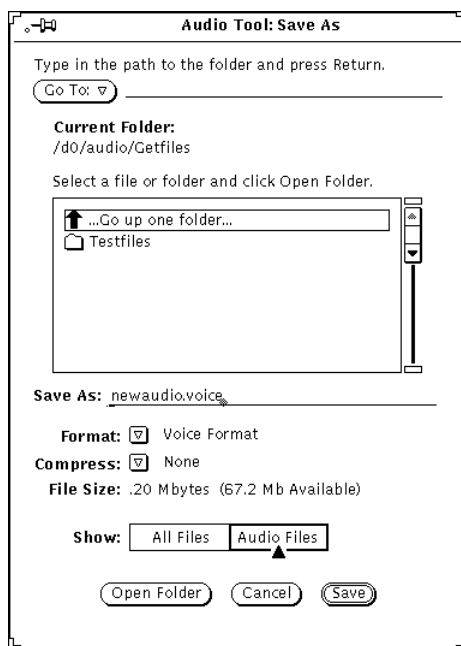 Audio Tool: Save As
Type in the path to the folder and press Return.
Go To:
Current Folder:
/d0/audio/Getfiles
Select a file or folder and click Open Folder.
...Go up one folder...
Testfiles
Save As: newaudio.voice
Format: Voice Format
Compress: None
File Size: .20 Mbytes (67.2 Mb Available)
Show: All Files Audio Files
Open Folder Cancel Save